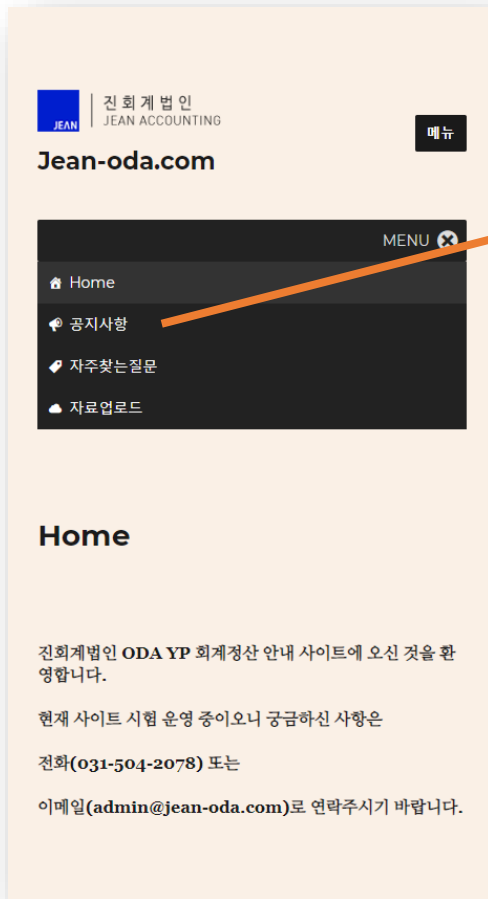 진회계법인
JEAN
JEAN ACCOUNTING
메뉴
Jean-oda.com
MENU
Home
공지사항
자주찾는질문
자료업로드
Home
진회계법인 ODA YP 회계정산 안내 사이트에 오신 것을 환
영합니다.
현재 사이트 시험 운영 중이오니 궁금하신 사항은
전화(031-504-2078) 또는
이메일(admin@jean-oda.com)로 연락주시기 바랍니다.